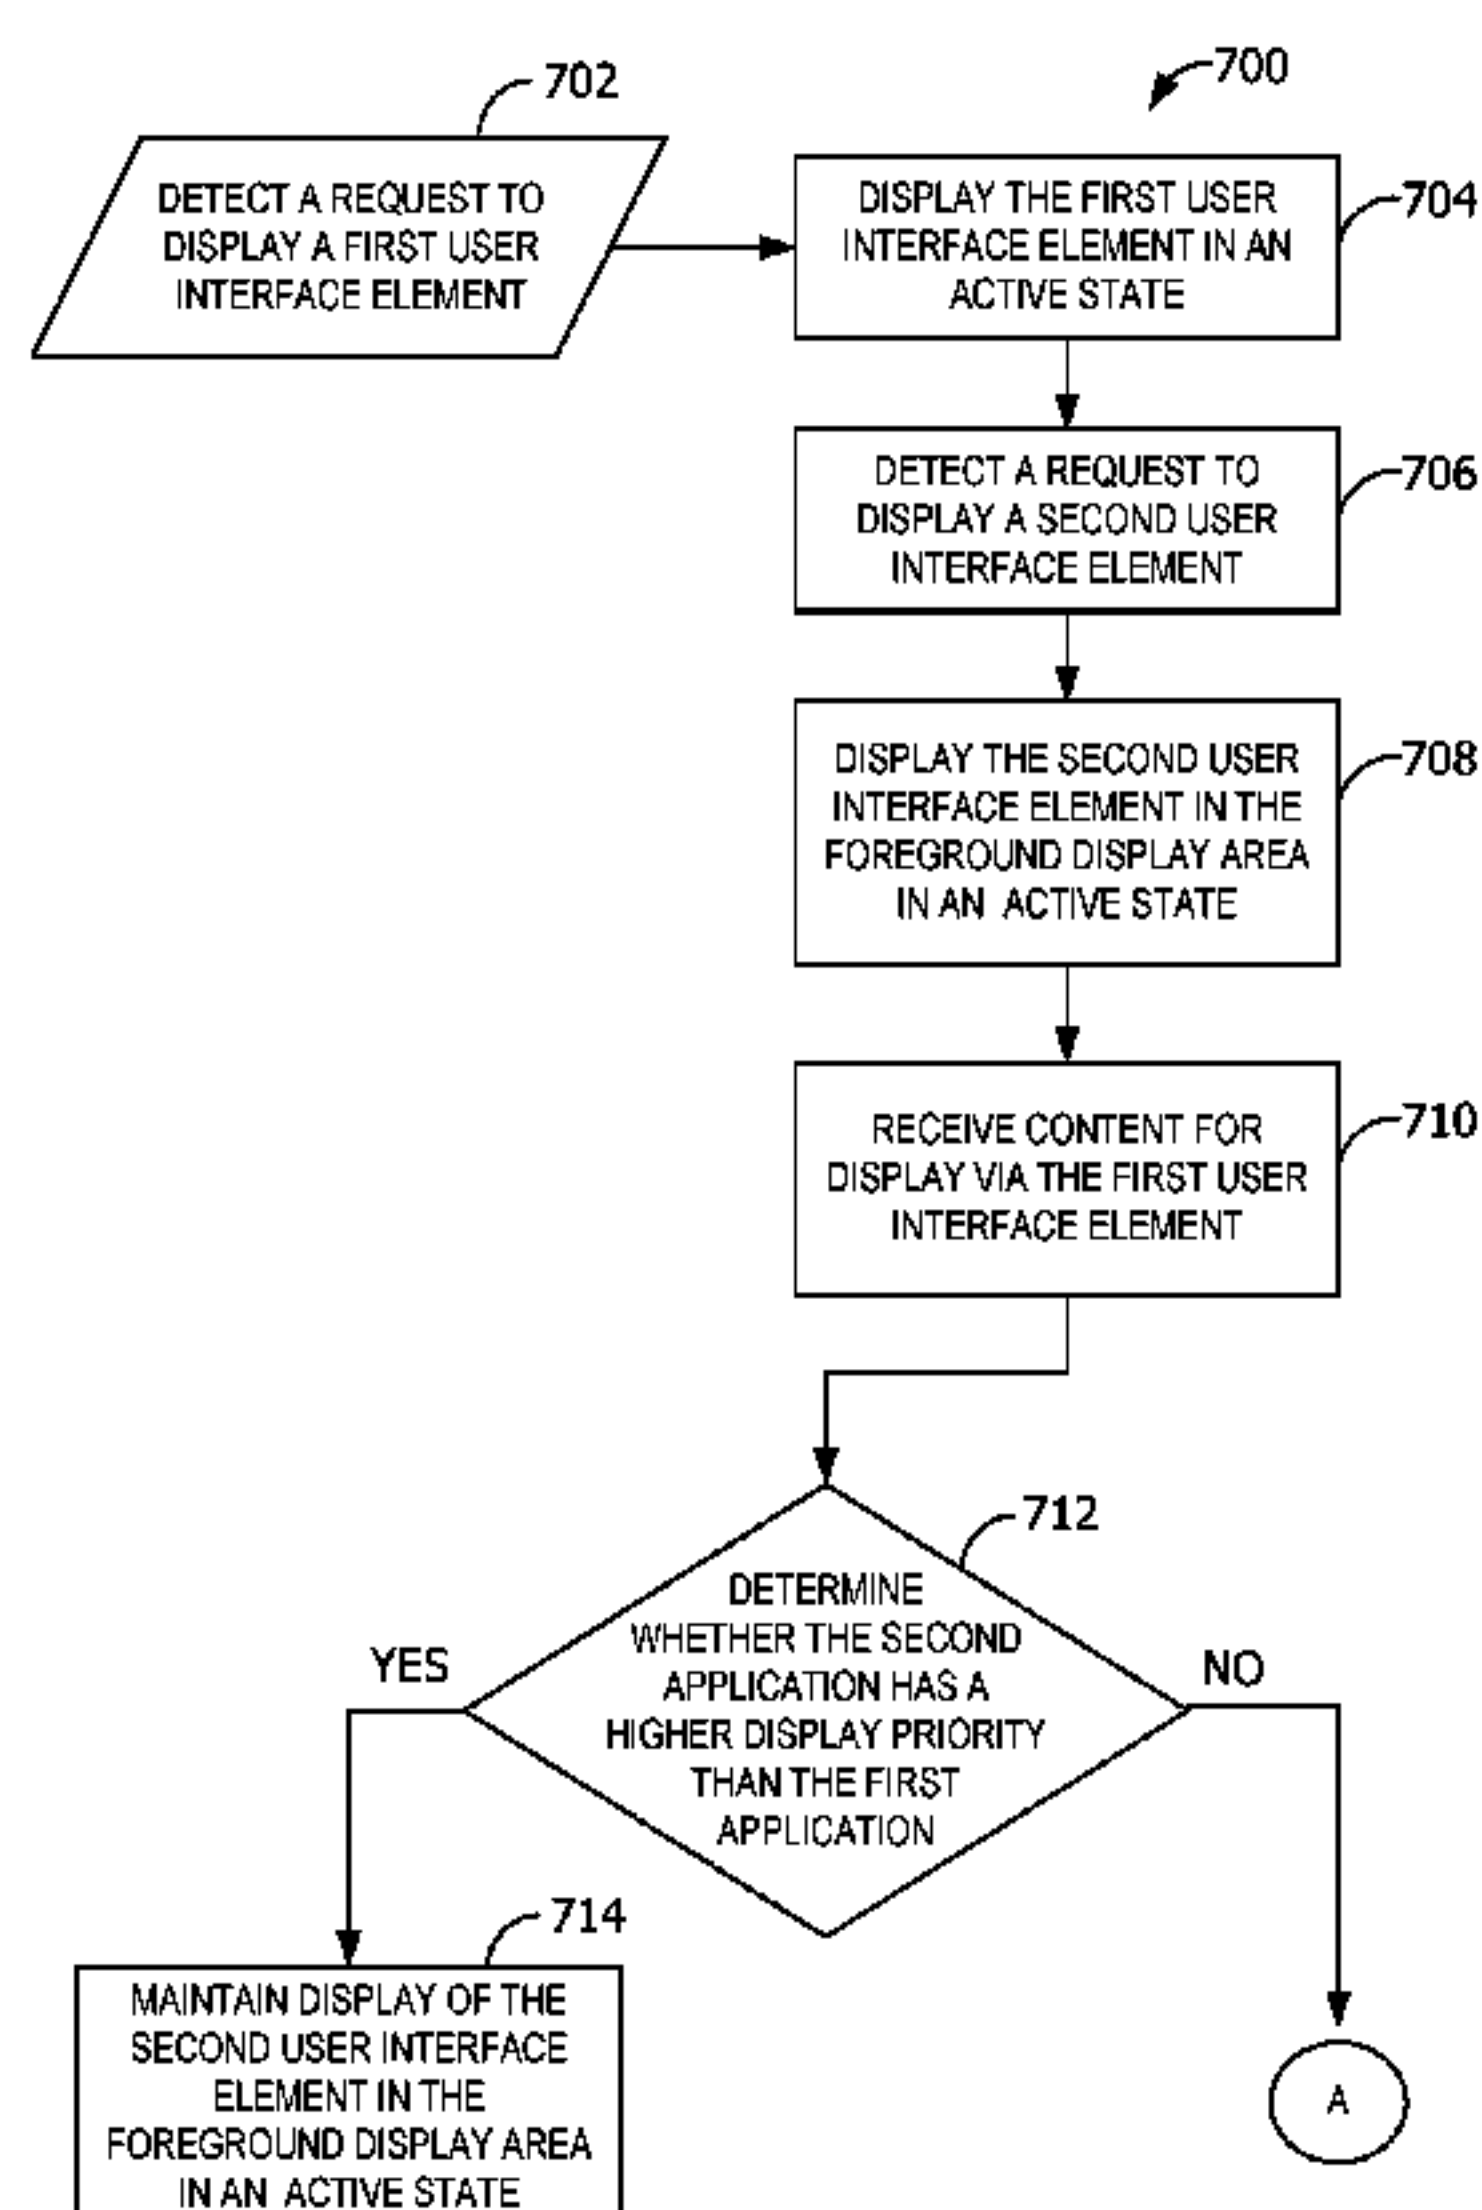 700
702
DETECT A REQUEST TO
DISPLAY A FIRST USER
INTERFACE ELEMENT
704
DISPLAY THE FIRST USER
INTERFACE ELEMENT IN AN
ACTIVE STATE
706
DETECT A REQUEST TO
DISPLAY A SECOND USER
INTERFACE ELEMENT
708
DISPLAY THE SECOND USER
INTERFACE ELEMENT IN THE
FOREGROUND DISPLAY AREA
IN AN ACTIVE STATE
710
RECEIVE CONTENT FOR
DISPLAY VIA THE FIRST USER
INTERFACE ELEMENT
712
DETERMINE
WHETHER THE SECOND
APPLICATION HAS A
HIGHER DISPLAY PRIORITY
THAN THE FIRST
APPLICATION
YES
NO
714
MAINTAIN DISPLAY OF THE
SECOND USER INTERFACE
ELEMENT IN THE
FOREGROUND DISPLAY AREA
IN AN ACTIVE STATE
A